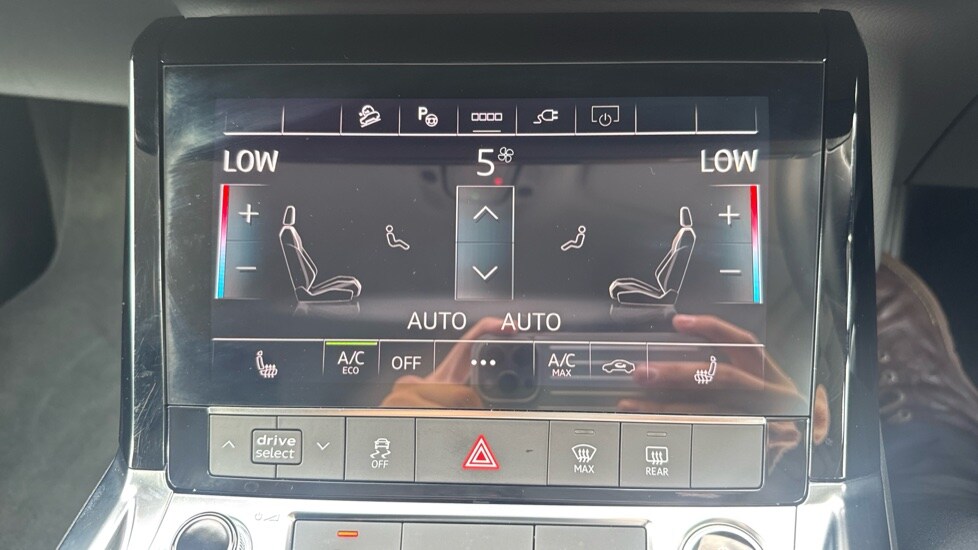 P
LOW 5 LOW
+ +
− −
AUTO AUTO
A/C
ECO
OFF
•••
A/C
MAX
drive
select
OFF
MAX
REAR